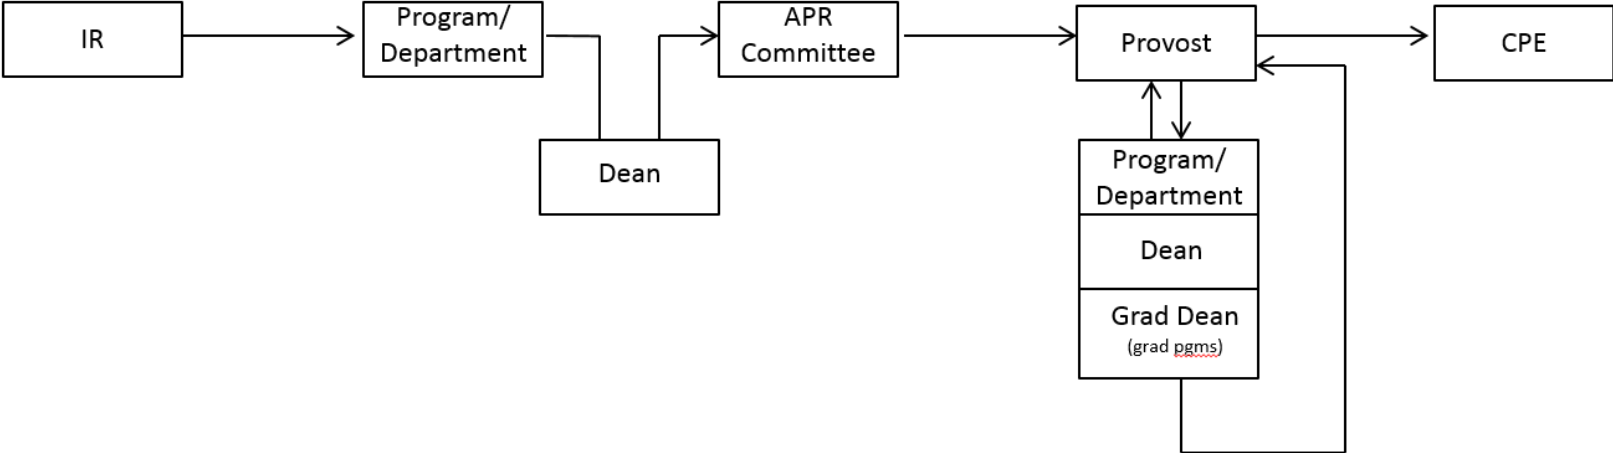 IR
Program/
Department
Dean
APR
Committee
Provost
CPE
Program/
Department
Dean
Grad Dean
(grad pgms)